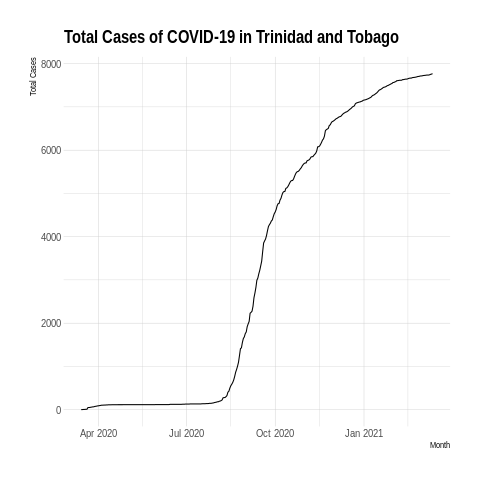 Total Cases of COVID-19 in Trinidad and Tobago
Total Cases
8000
6000
4000
2000
0
Apr 2020 Jul 2020 Oct 2020 Jan 2021
Month